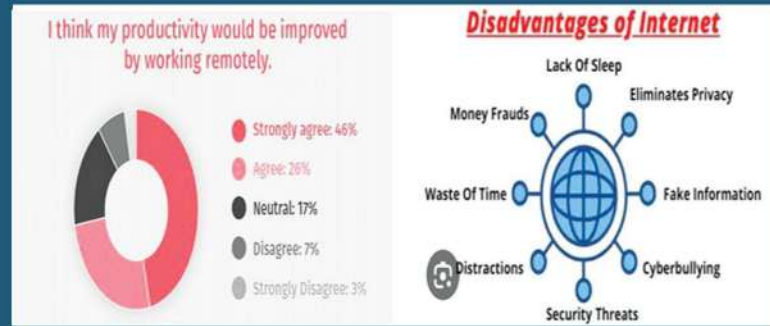 I think my productivity would be improved
by working remotely.
Strongly agree: 46%
Agree: 26%
Neutral: 17%
Disagree: 7%
Strongly Disagree: 3%
Disadvantages of Internet
Lack Of Sleep
Eliminates Privacy
Money Frauds
Waste Of Time
Fake Information
Distractions
Cyberbullying
Security Threats